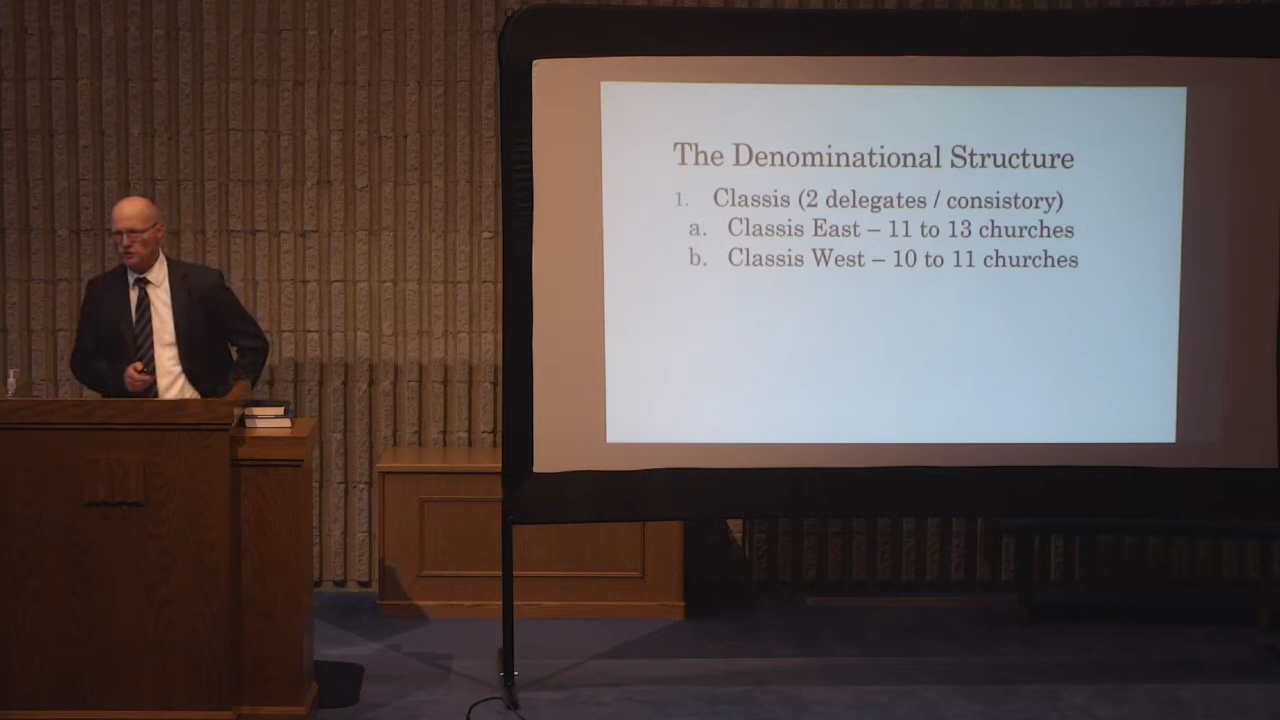 The Denominational Structure
1. Classis (2 delegates / consistory)
a. Classis East – 11 to 13 churches
b. Classis West – 10 to 11 churches